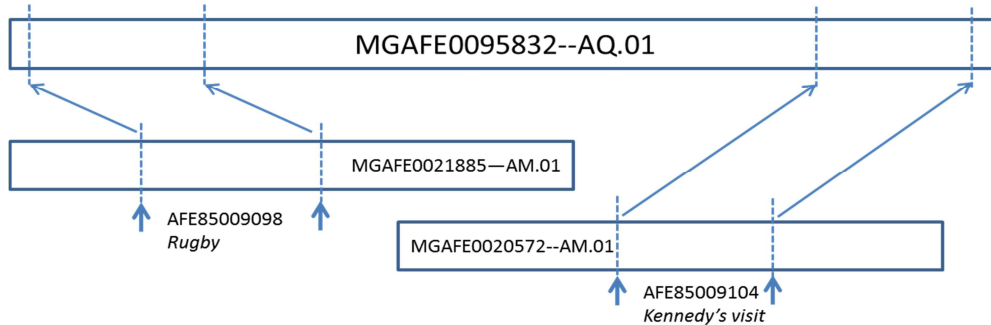 MGAFE0095832--AQ.01
MGAFE0021885—AM.01
AFE85009098
Rugby
MGAFE0020572--AM.01
AFE85009104
Kennedy’s visit